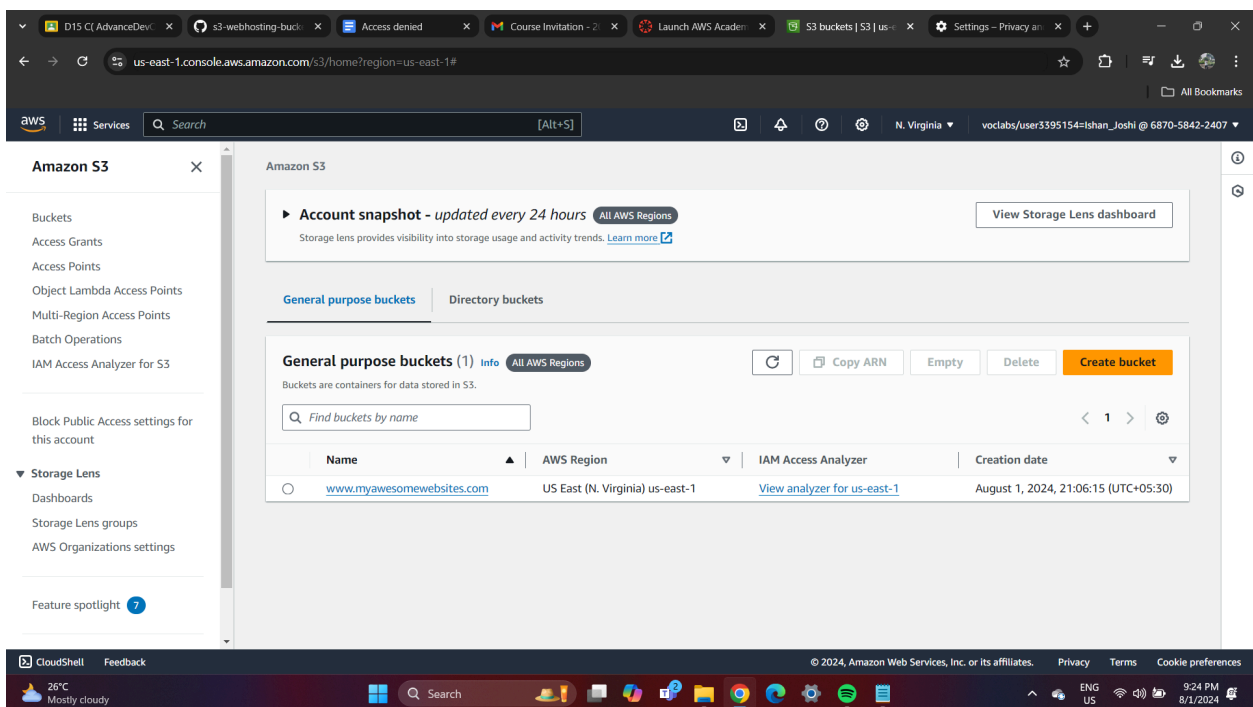 D15 C( AdvanceDevC
s3-webhosting-buck
Access denied
Course Invitation - 2
Launch AWS Academ
S3 buckets | S3 | us-e
Settings – Privacy an
us-east-1.console.aws.amazon.com/s3/home?region=us-east-1#
All Bookmarks
aws
Services
Search
[Alt+S]
N. Virginia
voclabs/user3395154=Ishan_Joshi @ 6870-5842-2407
Amazon S3
Buckets
Access Grants
Access Points
Object Lambda Access Points
Multi-Region Access Points
Batch Operations
IAM Access Analyzer for S3
Block Public Access settings for
this account
Storage Lens
Dashboards
Storage Lens groups
AWS Organizations settings
Feature spotlight 7
Amazon S3
Account snapshot - updated every 24 hours All AWS Regions
Storage lens provides visibility into storage usage and activity trends. Learn more
View Storage Lens dashboard
General purpose buckets
Directory buckets
General purpose buckets (1) Info All AWS Regions
Buckets are containers for data stored in S3.
Copy ARN
Empty
Delete
Create bucket
Find buckets by name
1
Name AWS Region IAM Access Analyzer Creation date
www.myawesomewebsites.com US East (N. Virginia) us-east-1 View analyzer for us-east-1 August 1, 2024, 21:06:15 (UTC+05:30)
CloudShell Feedback
© 2024, Amazon Web Services, Inc. or its affiliates. Privacy Terms Cookie preferences
26°C
Mostly cloudy
Search
2
ENG
US
9:24 PM
8/1/2024